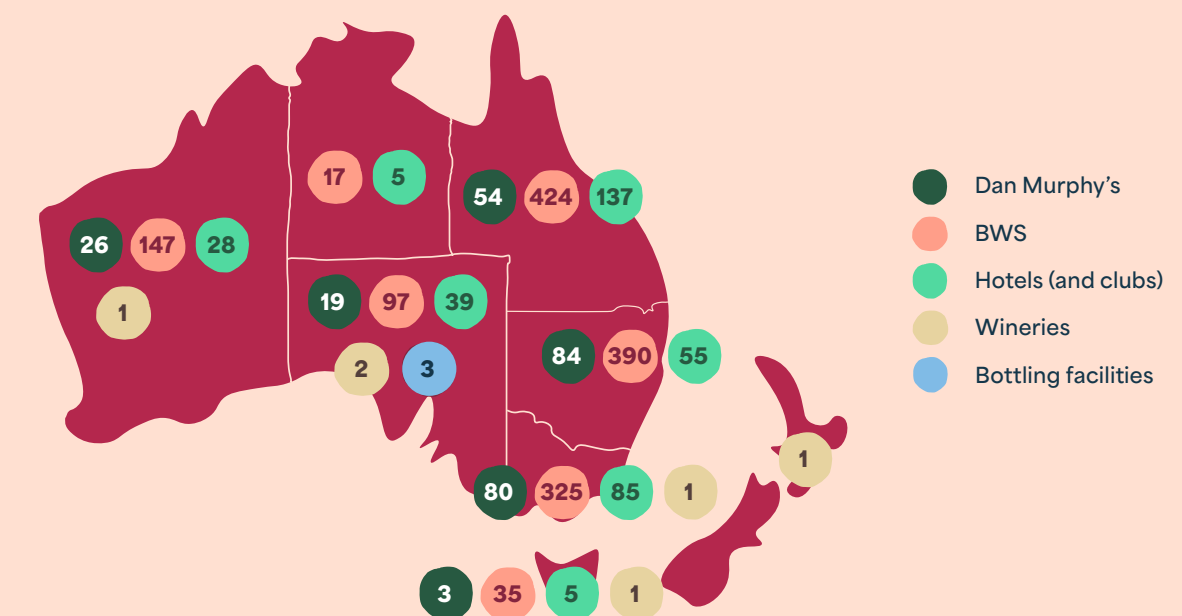 17 5
54 424 137
26 147 28
1
19 97 39
2 3
84 390 55
1
80 325 85 1
3 35 5 1
Dan Murphy’s
BWS
Hotels (and clubs)
Wineries
Bottling facilities